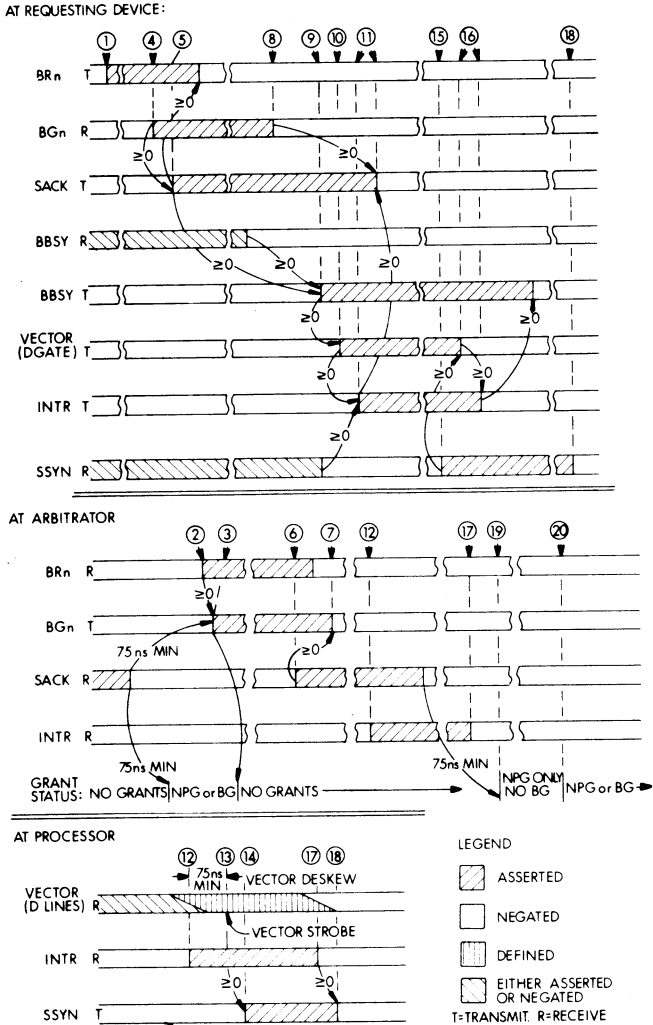 AT REQUESTING DEVICE:
① ④ ⑤ ⑧ ⑨ ⑩ ⑪ ⑮ ⑯ ⑱
BRn T
≥0
BGn R
≥0 ≥0
SACK T
BBSY R
≥0 ≥0 ≥0
BBSY T
≥0 ≥0
VECTOR
(DGATE) T
≥0 ≥0 ≥0
INTR T
≥0
SSYN R
AT ARBITRATOR
② ③ ⑥ ⑦ ⑫ ⑰ ⑲ ⑳
BRn R
≥0
BGn T
75ns MIN ≥0
SACK R
INTR R
75ns MIN 75ns MIN
NPG ONLY
GRANT
STATUS: NO GRANTS NPG or BG NO GRANTS NO BG NPG or BG
AT PROCESSOR
⑫ ⑬ ⑭ ⑰ ⑱
75ns
MIN VECTOR DESKEW
VECTOR
(D LINES) R
VECTOR STROBE
INTR R
≥0 ≥0
SSYN T
LEGEND
ASSERTED
NEGATED
DEFINED
EITHER ASSERTED
OR NEGATED
T=TRANSMIT. R=RECEIVE